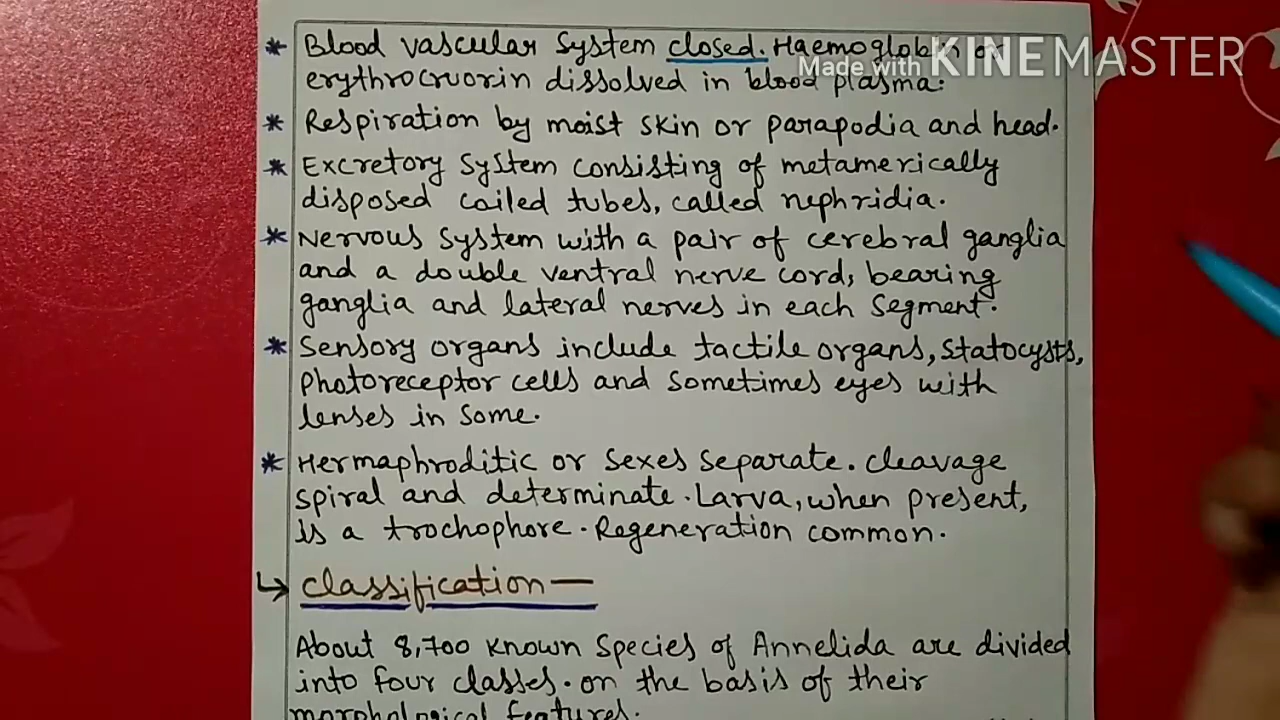 * Blood vascular System closed. Haemoglobin or
erythrocruorin dissolved in blood plasma.
Made with KINEMASTER
* Respiration by moist skin or parapodia and head.
* Excretory System consisting of metamerically
disposed coiled tubes, called nephridia.
* Nervous System with a pair of cerebral ganglia
and a double ventral nerve cord, bearing
ganglia and lateral nerves in each Segment.
* Sensory organs include tactile organs, Statocysts,
photoreceptor cells and sometimes eyes with
lenses in some.
* Hermaphroditic or sexes separate. cleavage
spiral and determinate. Larva, when present,
is a trochophore. Regeneration common.
↳ classification —
About 8,700 known species of Annelida are divided
into four classes. on the basis of their
morphological features.